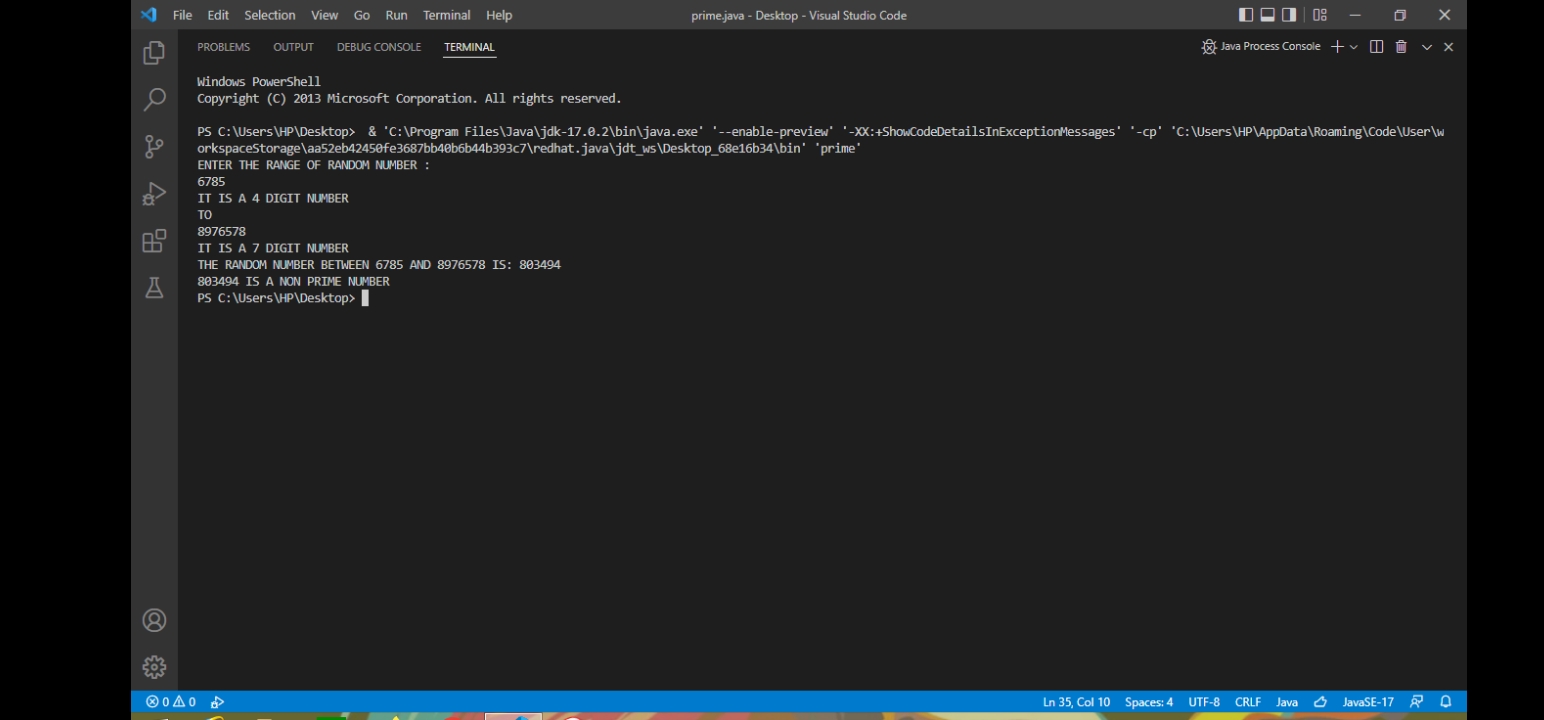 File Edit Selection View Go Run Terminal Help prime.java - Desktop - Visual Studio Code
PROBLEMS OUTPUT DEBUG CONSOLE TERMINAL Java Process Console
Windows PowerShell
Copyright (C) 2013 Microsoft Corporation. All rights reserved.
PS C:\Users\HP\Desktop>  & 'C:\Program Files\Java\jdk-17.0.2\bin\java.exe' '--enable-preview' '-XX:+ShowCodeDetailsInExceptionMessages' '-cp' 'C:\Users\HP\AppData\Roaming\Code\User\w
orkspaceStorage\aa52eb42450fe3687bb40b6b44b393c7\redhat.java\jdt_ws\Desktop_68e16b34\bin' 'prime'
ENTER THE RANGE OF RANDOM NUMBER :
6785
IT IS A 4 DIGIT NUMBER
TO
8976578
IT IS A 7 DIGIT NUMBER
THE RANDOM NUMBER BETWEEN 6785 AND 8976578 IS: 803494
803494 IS A NON PRIME NUMBER
PS C:\Users\HP\Desktop>
0 0 Ln 35, Col 10 Spaces: 4 UTF-8 CRLF Java JavaSE-17